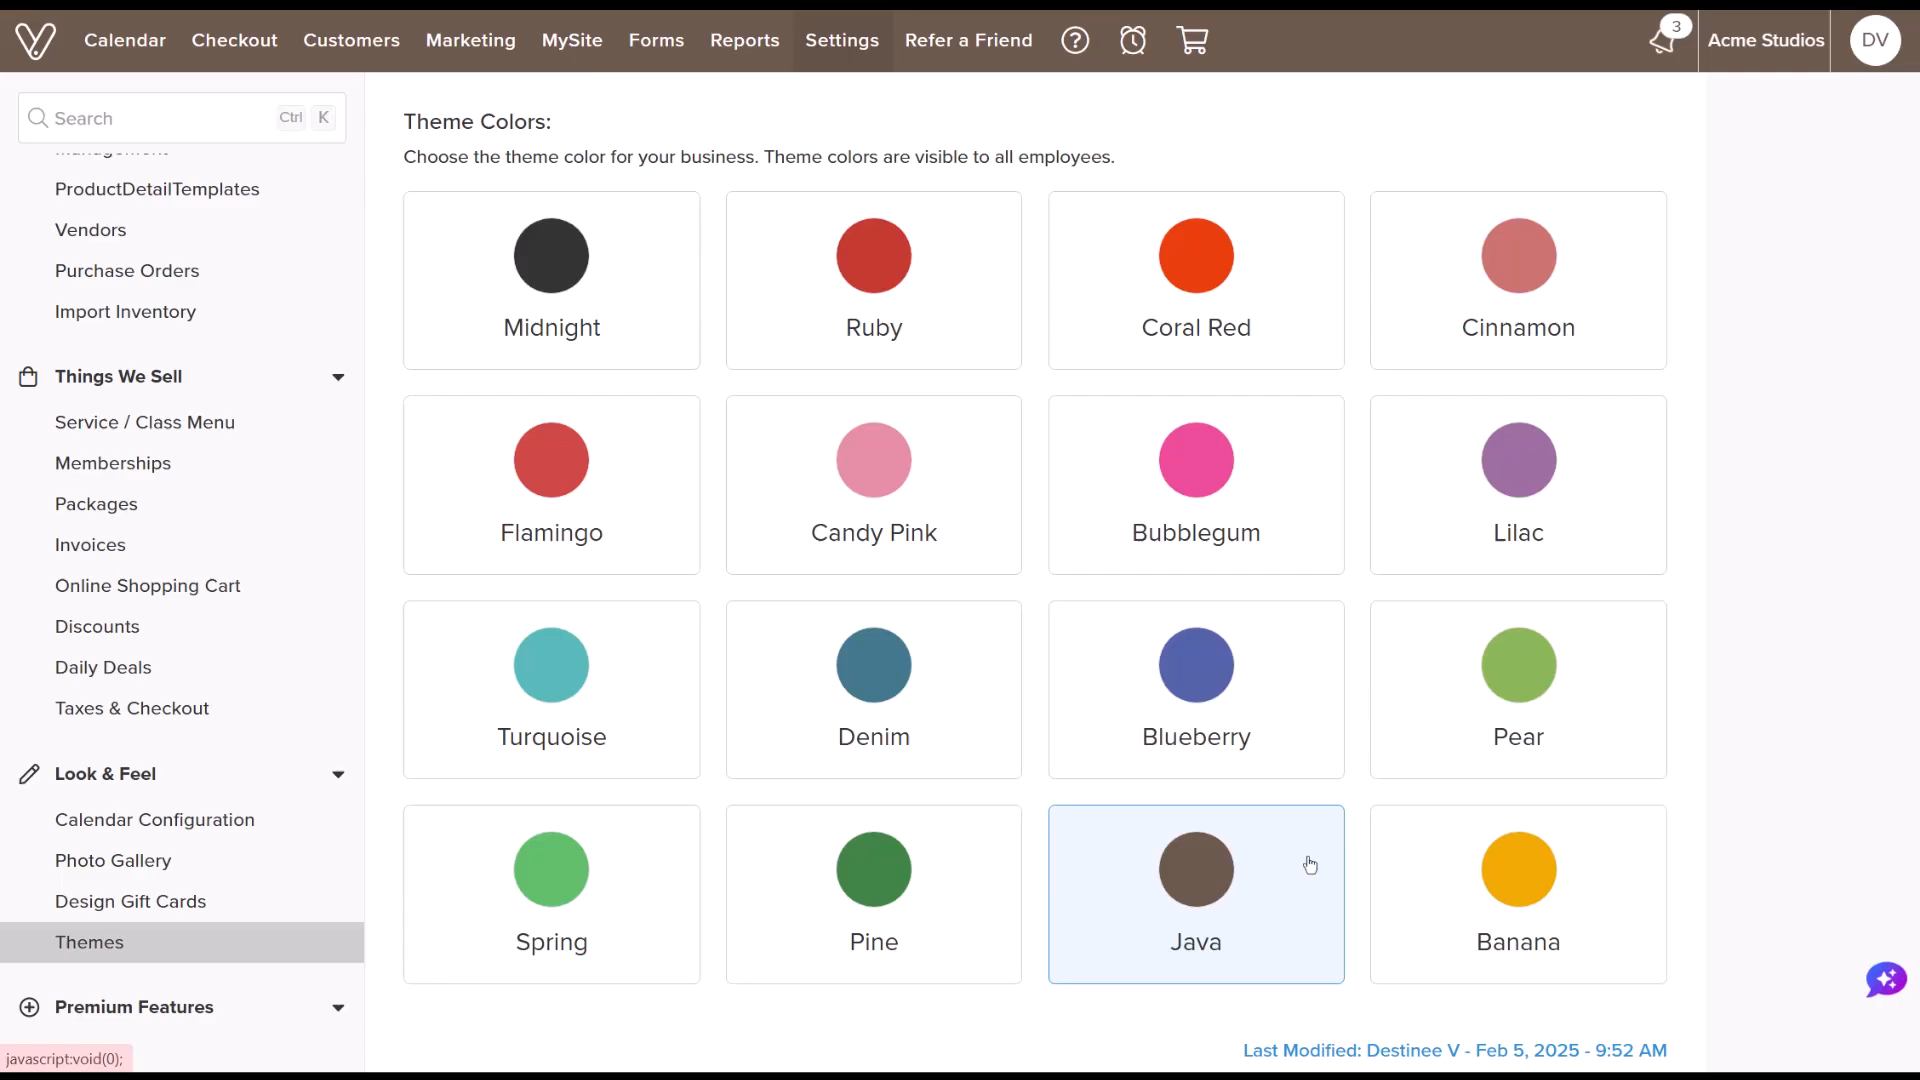 Calendar
Checkout
Customers
Marketing
MySite
Forms
Reports
Settings
Refer a Friend
?
3
Acme Studios
DV
Search
Ctrl
K
ProductDetailTemplates
Vendors
Purchase Orders
Import Inventory
Things We Sell
Service / Class Menu
Memberships
Packages
Invoices
Online Shopping Cart
Discounts
Daily Deals
Taxes & Checkout
Look & Feel
Calendar Configuration
Photo Gallery
Design Gift Cards
Themes
Premium Features
javascript:void(0);
Theme Colors:
Choose the theme color for your business. Theme colors are visible to all employees.
Midnight
Ruby
Coral Red
Cinnamon
Flamingo
Candy Pink
Bubblegum
Lilac
Turquoise
Denim
Blueberry
Pear
Spring
Pine
Java
Banana
Last Modified: Destinee V - Feb 5, 2025 - 9:52 AM